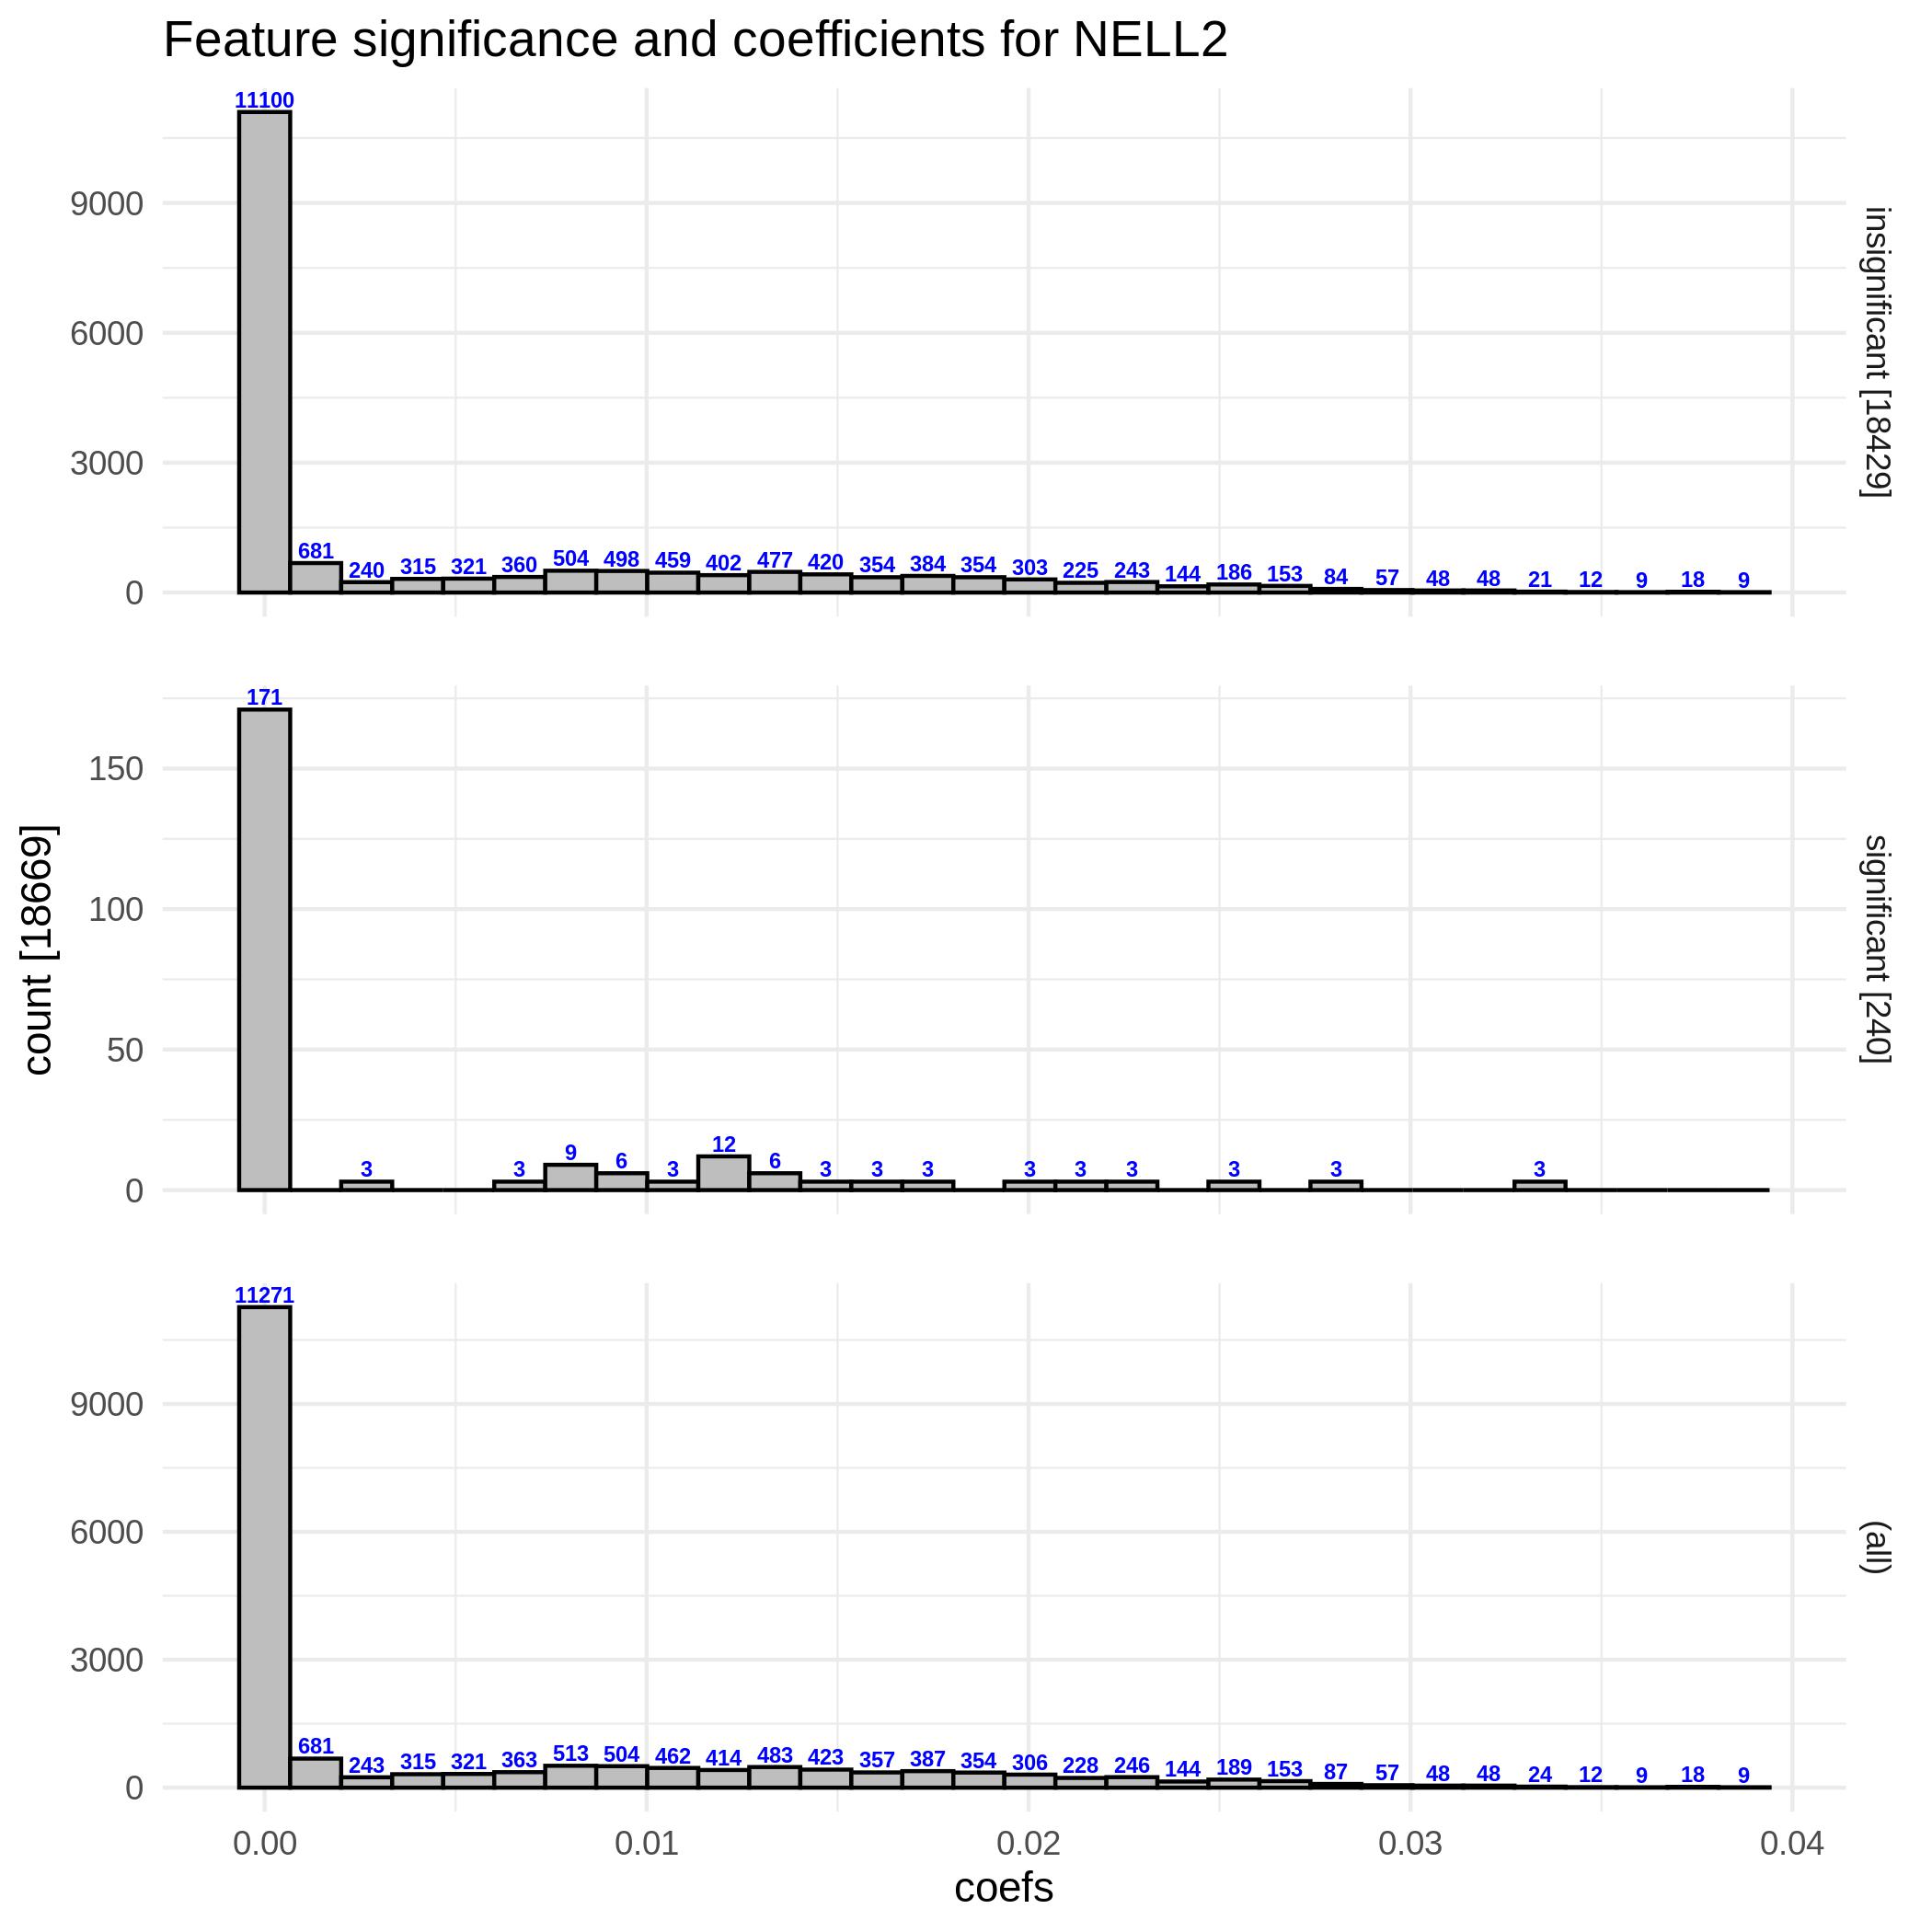 Feature significance and coefficients for NELL2
count [18669]
11100
681 240 315 321 360 504 498 459 402 477 420 354 384 354 303 225 243 144 186 153 84 57 48 48 21 12 9 18 9
9000
6000
3000
0
insignificant [18429]
171
3 3 9 6 3 12 6 3 3 3 3 3 3 3 3 3
150
100
50
0
significant [240]
11271
681 243 315 321 363 513 504 462 414 483 423 357 387 354 306 228 246 144 189 153 87 57 48 48 24 12 9 18 9
9000
6000
3000
0
(all)
0.00 0.01 0.02 0.03 0.04
coefs